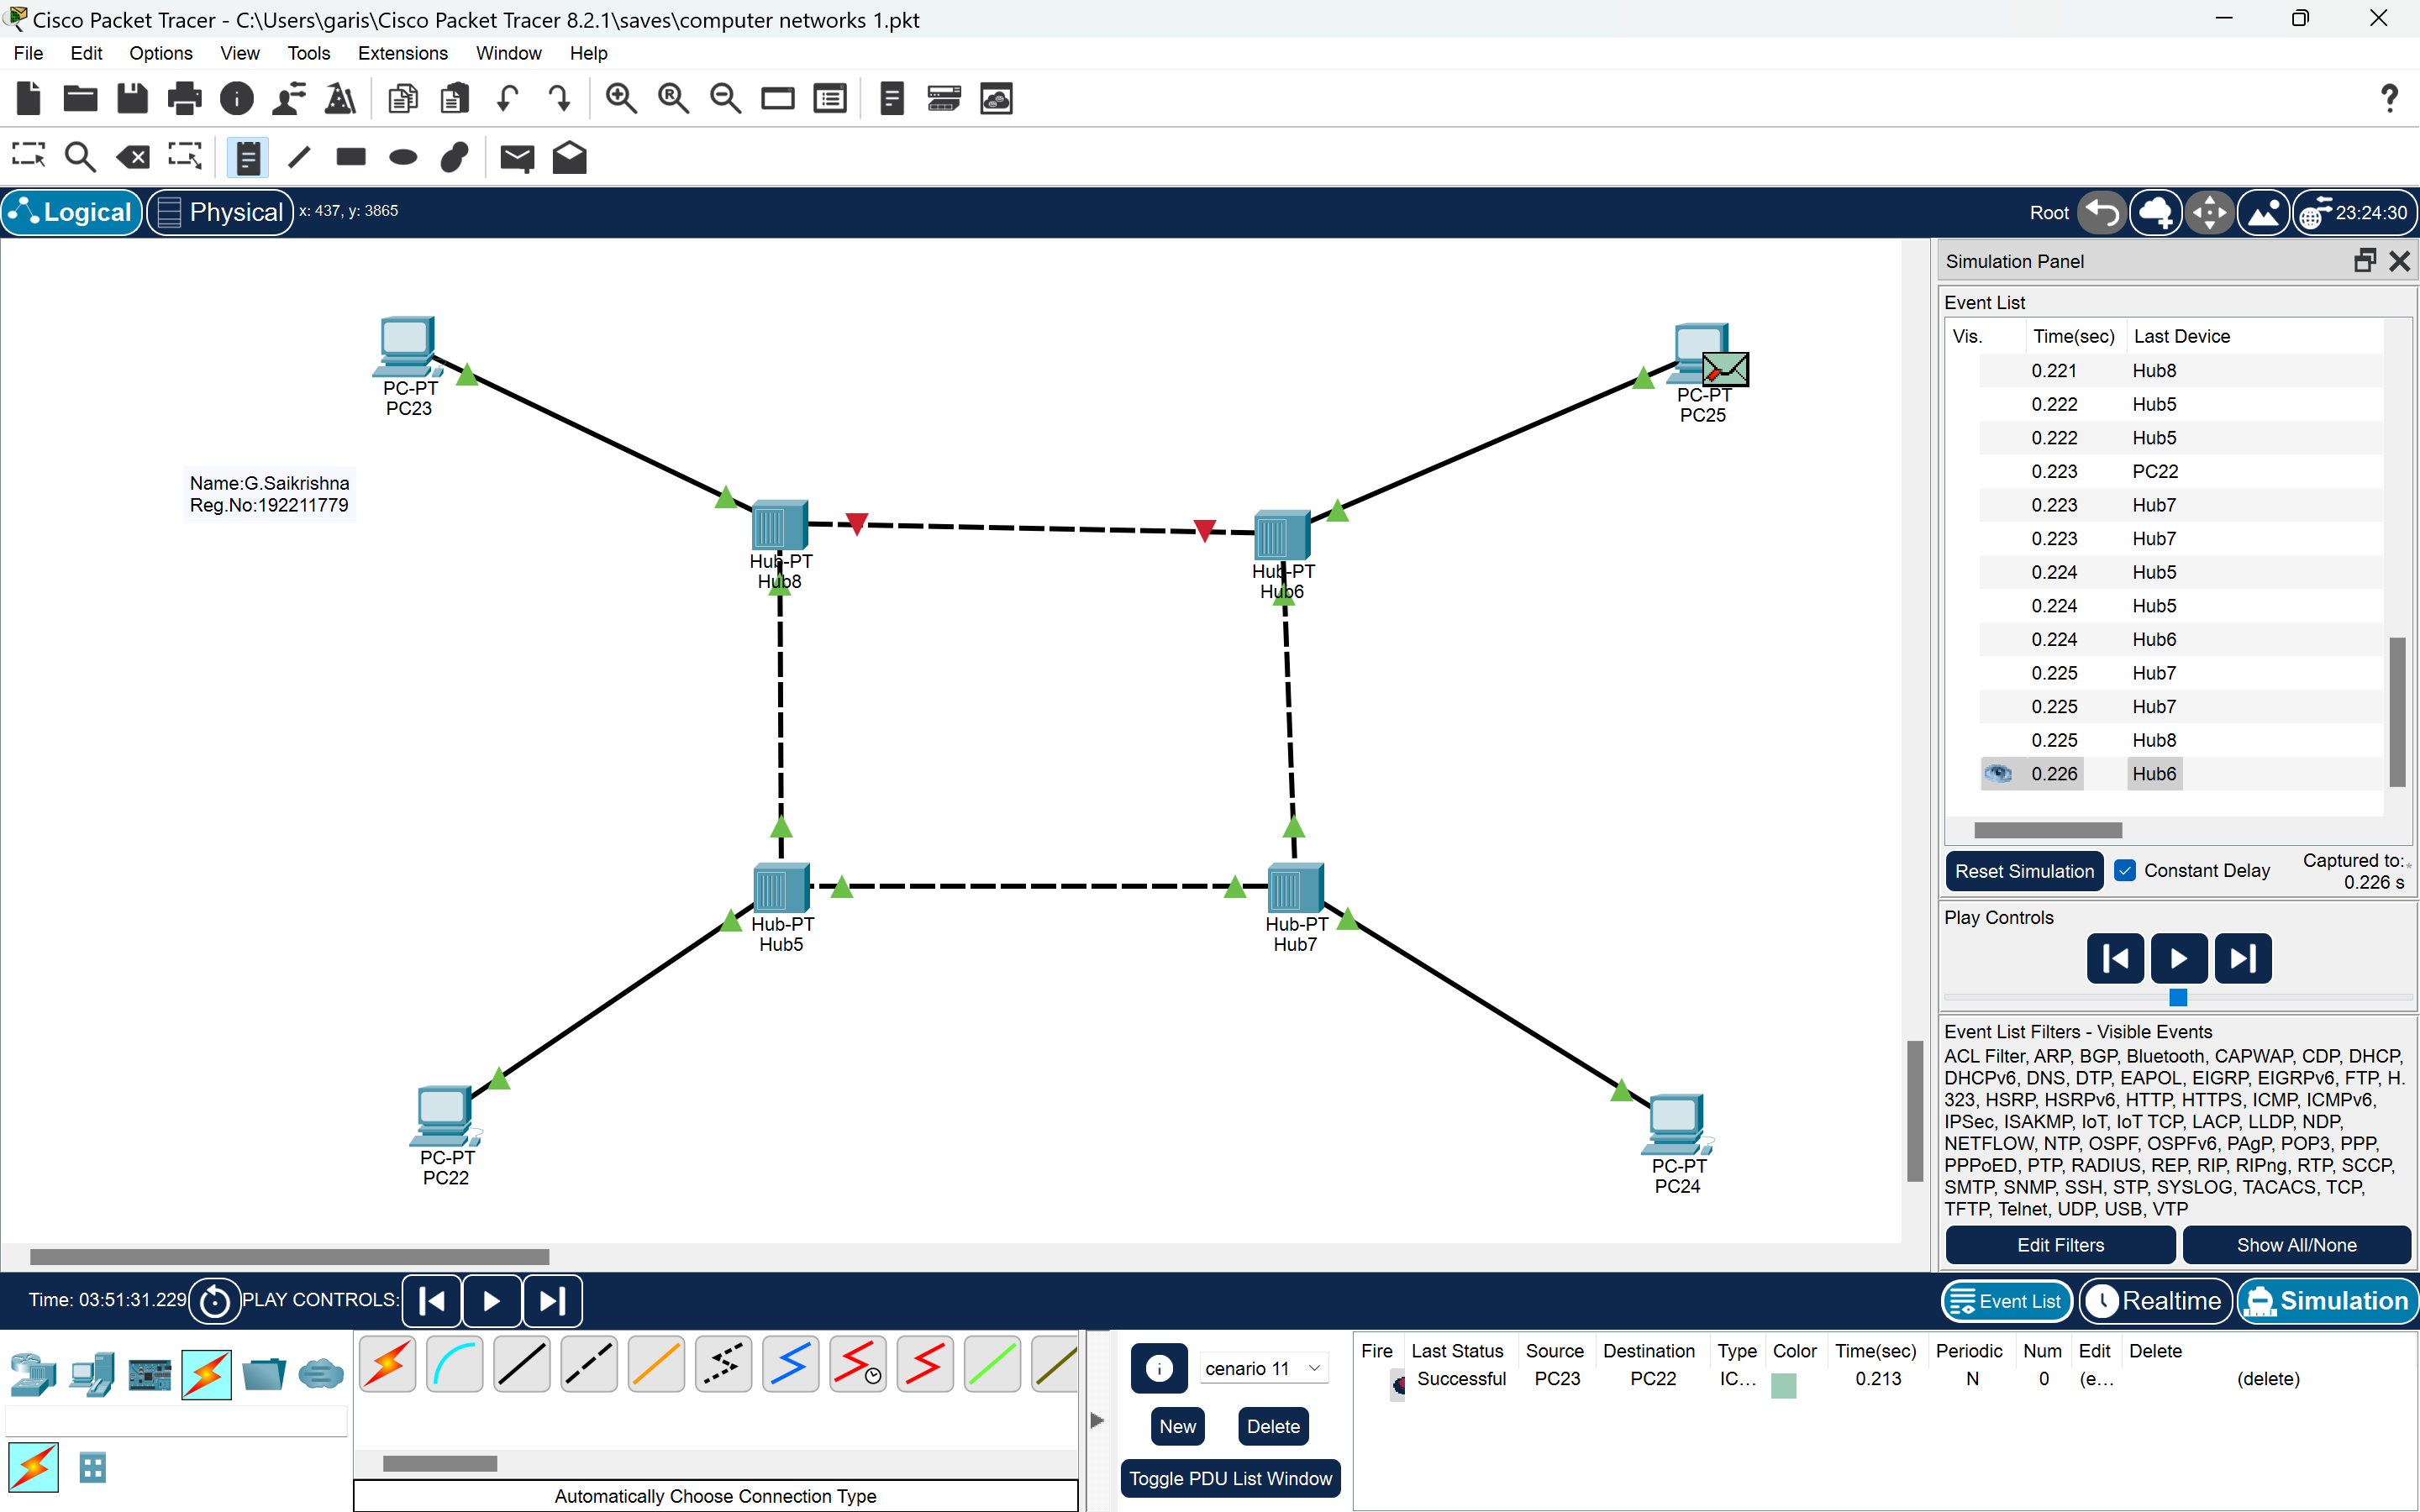 Cisco Packet Tracer - C:\Users\garis\Cisco Packet Tracer 8.2.1\saves\computer networks 1.pkt
File Edit Options View Tools Extensions Window Help
Logical Physical x: 437, y: 3865 Root 23:24:30
PC-PT
PC23
PC-PT
PC25
Name:G.Saikrishna
Reg.No:192211779
Hub-PT
Hub8
Hub-PT
Hub6
Hub-PT
Hub5
Hub-PT
Hub7
PC-PT
PC22
PC-PT
PC24
Simulation Panel
Event List
Vis. Time(sec) Last Device
0.221 Hub8
0.222 Hub5
0.222 Hub5
0.223 PC22
0.223 Hub7
0.223 Hub7
0.224 Hub5
0.224 Hub5
0.224 Hub6
0.225 Hub7
0.225 Hub7
0.225 Hub8
0.226 Hub6
Reset Simulation Constant Delay Captured to:*
0.226 s
Play Controls
Event List Filters - Visible Events
ACL Filter, ARP, BGP, Bluetooth, CAPWAP, CDP, DHCP,
DHCPv6, DNS, DTP, EAPOL, EIGRP, EIGRPv6, FTP, H.
323, HSRP, HSRPv6, HTTP, HTTPS, ICMP, ICMPv6,
IPSec, ISAKMP, IoT, IoT TCP, LACP, LLDP, NDP,
NETFLOW, NTP, OSPF, OSPFv6, PAgP, POP3, PPP,
PPPoED, PTP, RADIUS, REP, RIP, RIPng, RTP, SCCP,
SMTP, SNMP, SSH, STP, SYSLOG, TACACS, TCP,
TFTP, Telnet, UDP, USB, VTP
Edit Filters Show All/None
Time: 03:51:31.229 PLAY CONTROLS: Event List Realtime Simulation
cenario 11
New Delete
Toggle PDU List Window
Fire Last Status Source Destination Type Color Time(sec) Periodic Num Edit Delete
Successful PC23 PC22 IC... 0.213 N 0 (e... (delete)
Automatically Choose Connection Type